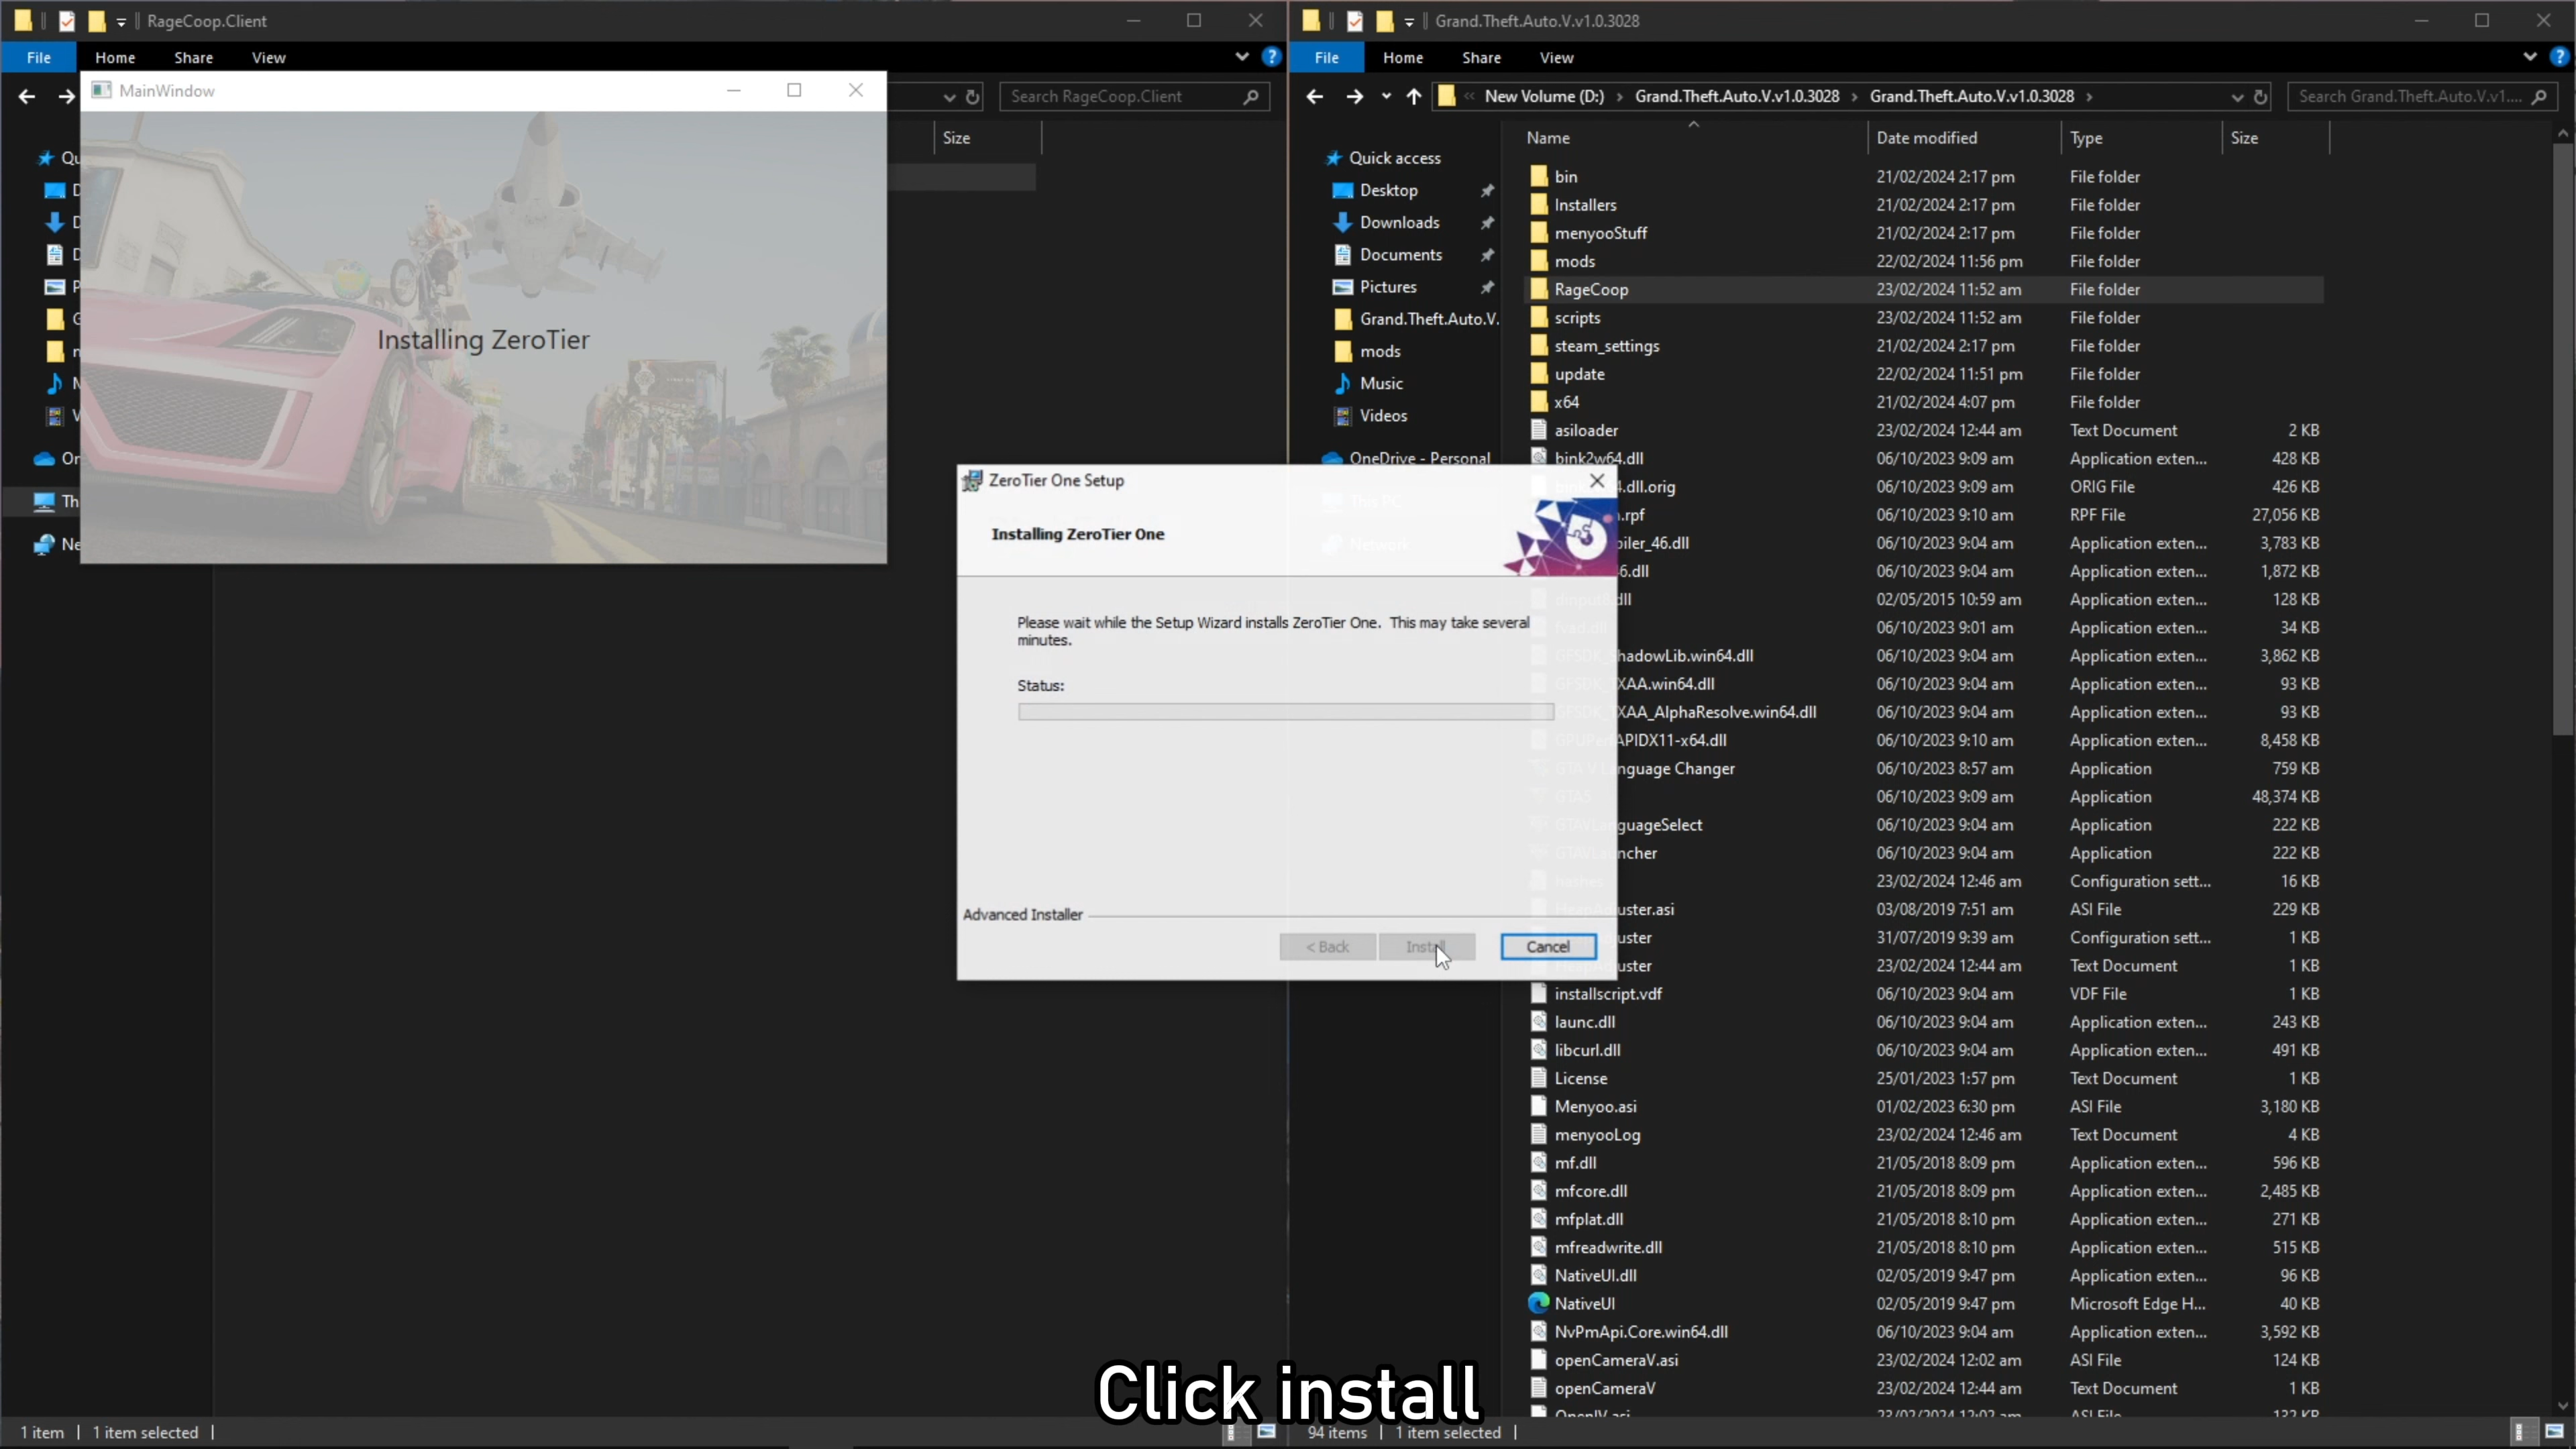 RageCoop.Client
File Home Share View
MainWindow
Search RageCoop.Client
Size
Installing ZeroTier
1 item 1 item selected
Grand.Theft.Auto.V.v1.0.3028
File Home Share View
« New Volume (D:) › Grand.Theft.Auto.V.v1.0.3028 › Grand.Theft.Auto.V.v1.0.3028 ›
Search Grand.Theft.Auto.V.v1....
Quick access
Desktop
Downloads
Documents
Pictures
Grand.Theft.Auto.V.
mods
Music
Videos
OneDrive - Personal
This PC
Network
Name Date modified Type Size
bin 21/02/2024 2:17 pm File folder
Installers 21/02/2024 2:17 pm File folder
menyooStuff 21/02/2024 2:17 pm File folder
mods 22/02/2024 11:56 pm File folder
RageCoop 23/02/2024 11:52 am File folder
scripts 23/02/2024 11:52 am File folder
steam_settings 21/02/2024 2:17 pm File folder
update 22/02/2024 11:51 pm File folder
x64 21/02/2024 4:07 pm File folder
asiloader 23/02/2024 12:44 am Text Document 2 KB
bink2w64.dll 06/10/2023 9:09 am Application exten... 428 KB
.dll.orig 06/10/2023 9:09 am ORIG File 426 KB
.rpf 06/10/2023 9:10 am RPF File 27,056 KB
piler_46.dll 06/10/2023 9:04 am Application exten... 3,783 KB
6.dll 06/10/2023 9:04 am Application exten... 1,872 KB
dll 02/05/2015 10:59 am Application exten... 128 KB
06/10/2023 9:01 am Application exten... 34 KB
GFSDK_ShadowLib.win64.dll 06/10/2023 9:04 am Application exten... 3,862 KB
GFSDK_TXAA.win64.dll 06/10/2023 9:04 am Application exten... 93 KB
GFSDK_TXAA_AlphaResolve.win64.dll 06/10/2023 9:04 am Application exten... 93 KB
GPUPerfAPIDX11-x64.dll 06/10/2023 9:10 am Application exten... 8,458 KB
GTA V Language Changer 06/10/2023 8:57 am Application 759 KB
GTA5 06/10/2023 9:09 am Application 48,374 KB
GTAVLanguageSelect 06/10/2023 9:04 am Application 222 KB
GTAVLauncher 06/10/2023 9:04 am Application 222 KB
hashes 23/02/2024 12:46 am Configuration sett... 16 KB
uster.asi 03/08/2019 7:51 am ASI File 229 KB
uster 31/07/2019 9:39 am Configuration sett... 1 KB
uster 23/02/2024 12:44 am Text Document 1 KB
installscript.vdf 06/10/2023 9:04 am VDF File 1 KB
launc.dll 06/10/2023 9:04 am Application exten... 243 KB
libcurl.dll 06/10/2023 9:04 am Application exten... 491 KB
License 25/01/2023 1:57 pm Text Document 1 KB
Menyoo.asi 01/02/2023 6:30 pm ASI File 3,180 KB
menyooLog 23/02/2024 12:46 am Text Document 4 KB
mf.dll 21/05/2018 8:09 pm Application exten... 596 KB
mfcore.dll 21/05/2018 8:09 pm Application exten... 2,485 KB
mfplat.dll 21/05/2018 8:10 pm Application exten... 271 KB
mfreadwrite.dll 21/05/2018 8:10 pm Application exten... 515 KB
NativeUI.dll 02/05/2019 9:47 pm Application exten... 96 KB
NativeUI 02/05/2019 9:47 pm Microsoft Edge H... 40 KB
NvPmApi.Core.win64.dll 06/10/2023 9:04 am Application exten... 3,592 KB
openCameraV.asi 23/02/2024 12:02 am ASI File 124 KB
openCameraV 23/02/2024 12:44 am Text Document 1 KB
OpenIV.asi 23/02/2024 12:02 am ASI File 132 KB
94 items 1 item selected
ZeroTier One Setup
Installing ZeroTier One
Please wait while the Setup Wizard installs ZeroTier One. This may take several
minutes.
Status:
Advanced Installer
< Back Install Cancel
Click install